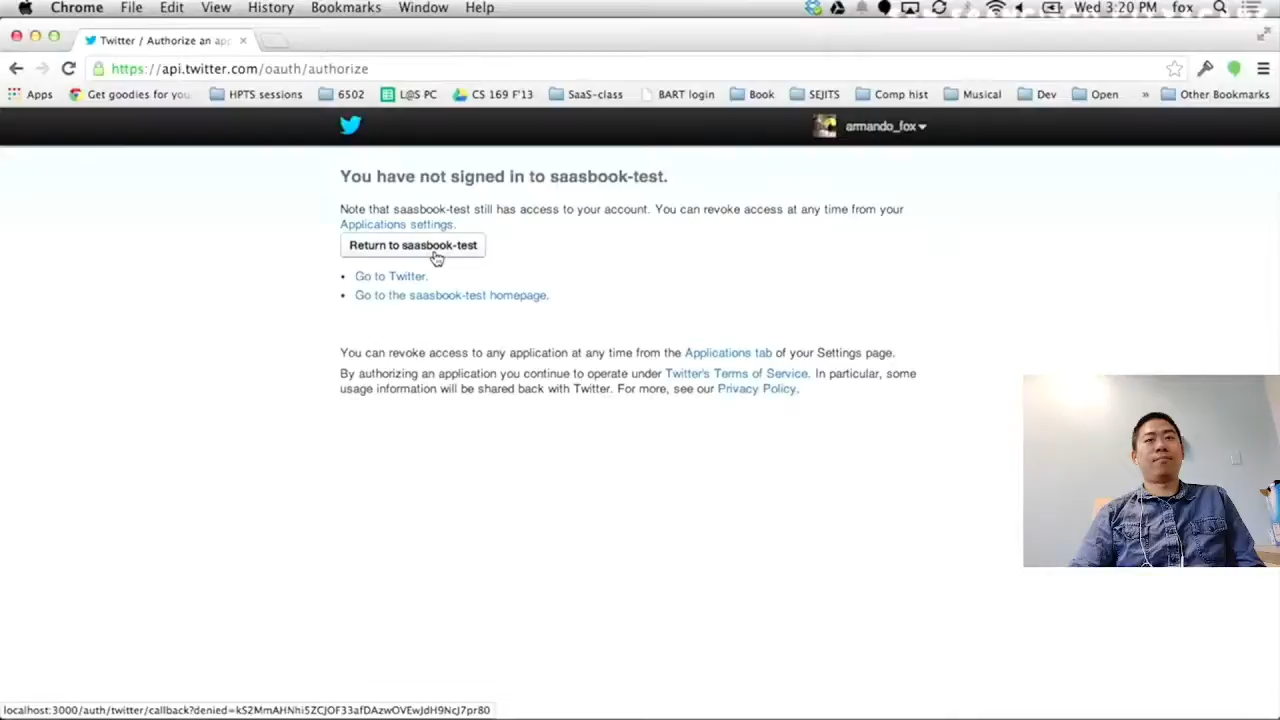 Chrome File Edit View History Bookmarks Window Help Wed 3:20 PM fox
Twitter / Authorize an app
https://api.twitter.com/oauth/authorize
Apps Get goodies for you HPTS sessions 6502 L@S PC CS 169 F'13 SaaS-class BART login Book SEJITS Comp hist Musical Dev Open » Other Bookmarks
armando_fox
You have not signed in to saasbook-test.
Note that saasbook-test still has access to your account. You can revoke access at any time from your
Applications settings.
Return to saasbook-test
• Go to Twitter.
• Go to the saasbook-test homepage.
You can revoke access to any application at any time from the Applications tab of your Settings page.
By authorizing an application you continue to operate under Twitter's Terms of Service. In particular, some
usage information will be shared back with Twitter. For more, see our Privacy Policy.
localhost:3000/auth/twitter/callback?denied=kS2MmAHNhi5ZCJOF33afDAzwOVEwJdH9NcJ7pr80